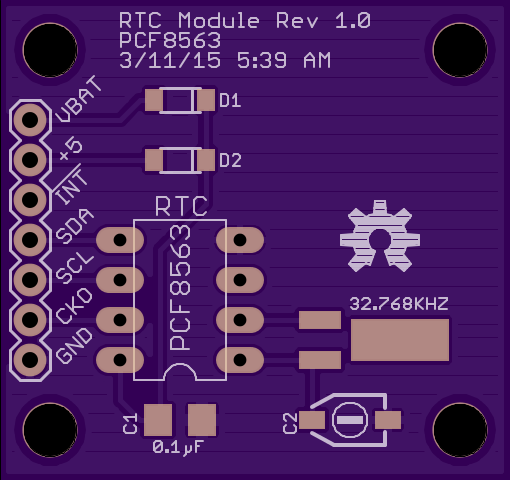 RTC Module Rev 1.0
PCF8563
3/11/15 5:39 AM
VBAT
+5
INT
SDA
SCL
CKO
GND
D1
D2
RTC
PCF8563
32.768KHZ
C1
0.1µF
C2